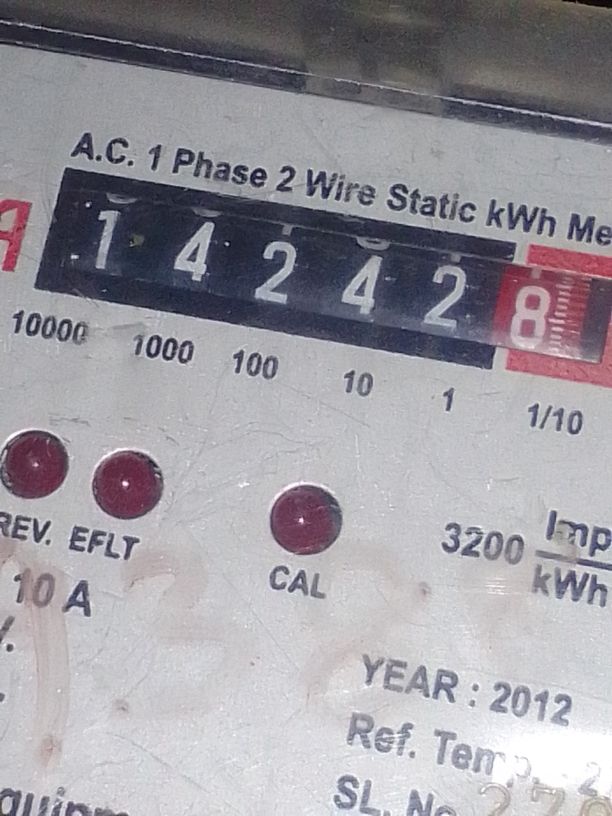 A.C. 1 Phase 2 Wire Static kWh Me
1 4 2 4 2 8
10000 1000 100 10 1 1/10
REV. EFLT CAL
3200 Imp/kWh
10 A
YEAR : 2012
Ref. Temp.
SL. No